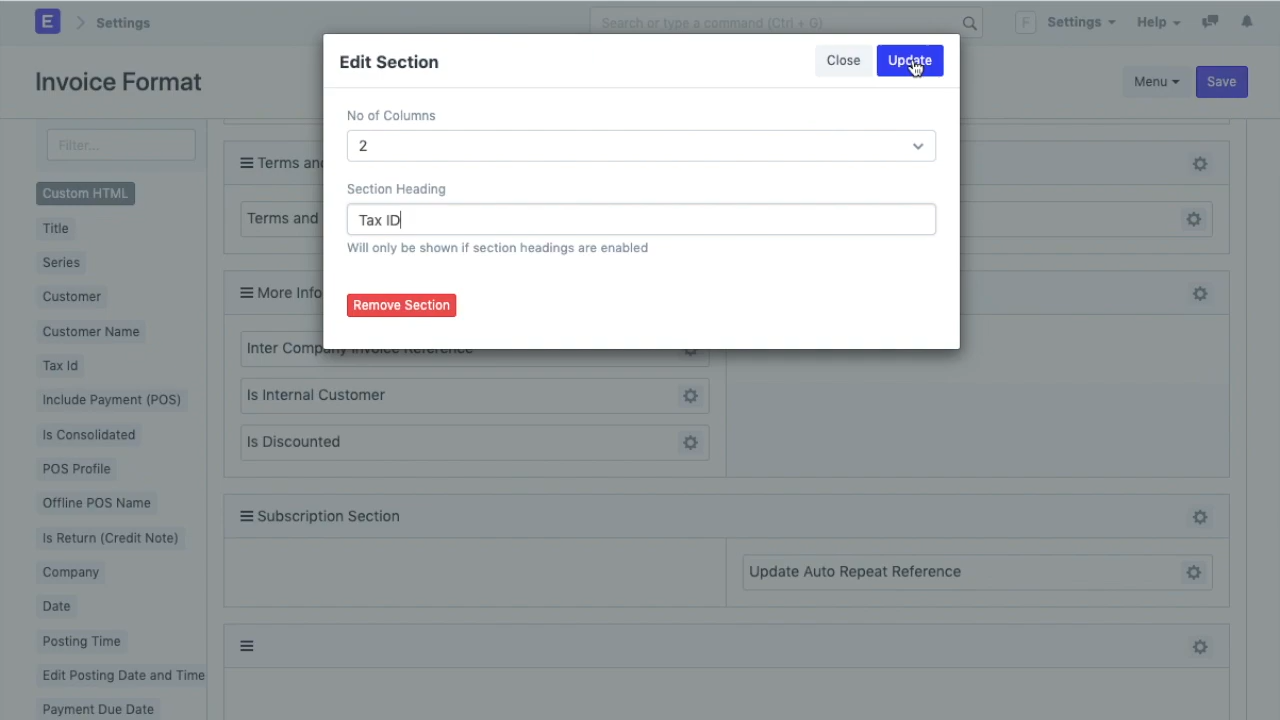 E
Settings
Search or type a command (Ctrl + G)
F
Settings
Help
Invoice Format
Menu
Save
Edit Section
Close
Update
No of Columns
2
Section Heading
Tax ID
Will only be shown if section headings are enabled
Remove Section
Filter...
Custom HTML
Title
Series
Customer
Customer Name
Tax Id
Include Payment (POS)
Is Consolidated
POS Profile
Offline POS Name
Is Return (Credit Note)
Company
Date
Posting Time
Edit Posting Date and Time
Payment Due Date
Terms and
Terms and
More Info
Inter Company Invoice Reference
Is Internal Customer
Is Discounted
Subscription Section
Update Auto Repeat Reference